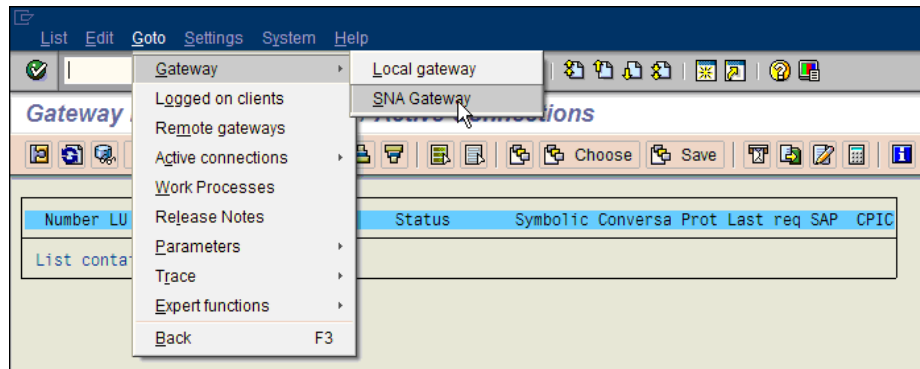 List Edit Goto Settings System Help
Gateway
Local gateway
Logged on clients
SNA Gateway
Gateway
ctions
Remote gateways
Active connections
Choose Save
Work Processes
Number LU
Release Notes
Status Symbolic Conversa Prot Last req SAP CPIC
Parameters
List conta
Trace
Expert functions
Back F3